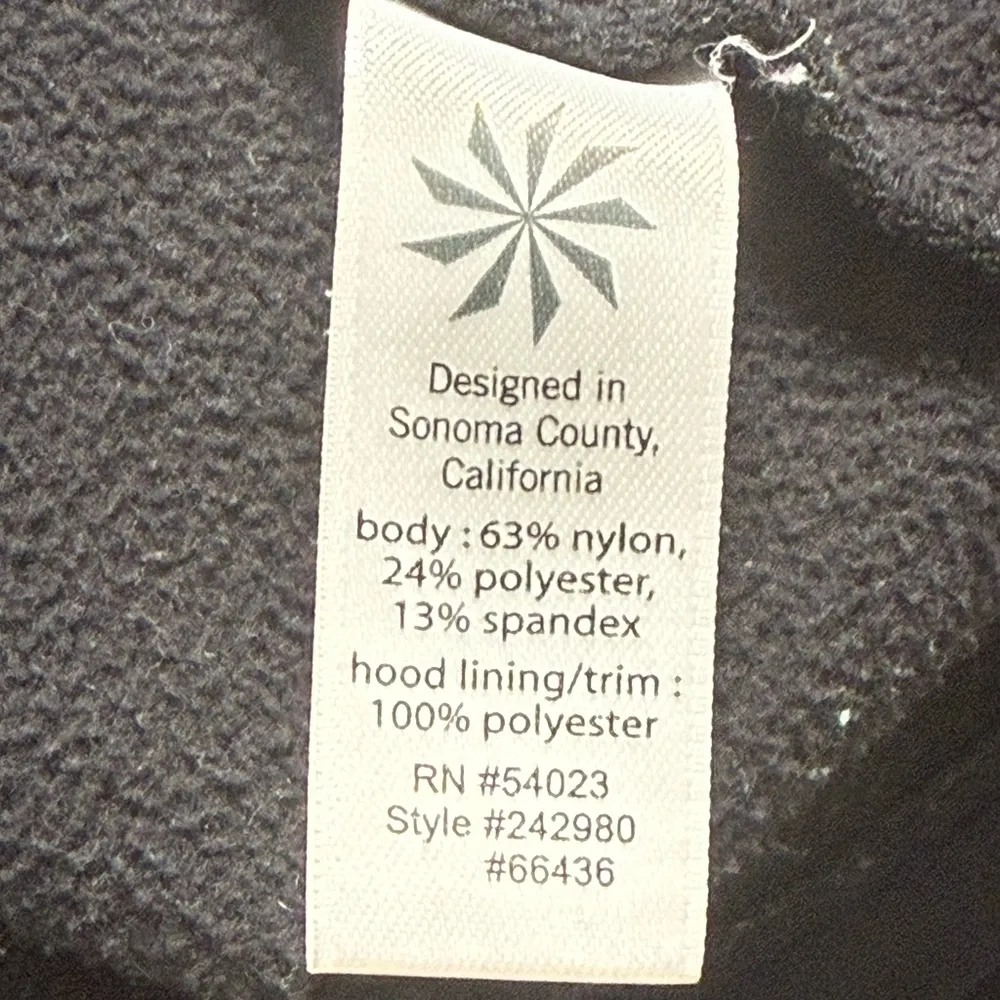 Designed in
Sonoma County,
California
body : 63% nylon,
24% polyester,
13% spandex
hood lining/trim :
100% polyester
RN #54023
Style #242980
#66436